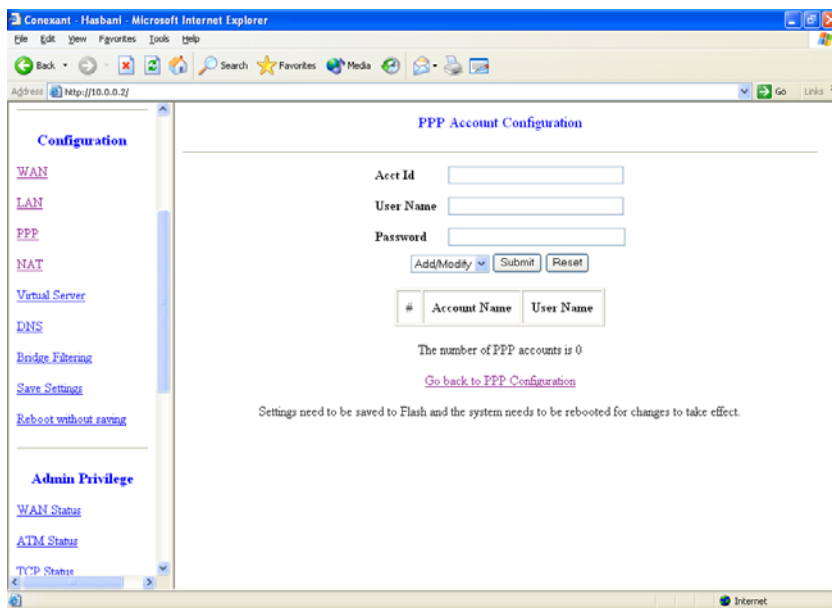 Conexant - Hasbani - Microsoft Internet Explorer
File Edit View Favorites Tools Help
Back Search Favorites Media
Address http://10.0.0.2/ Go Links
Configuration
WAN
LAN
PPP
NAT
Virtual Server
DNS
Bridge Filtering
Save Settings
Reboot without saving
Admin Privilege
WAN Status
ATM Status
TCP Status
PPP Account Configuration
Acct Id
User Name
Password
Add/Modify Submit Reset
# Account Name User Name
The number of PPP accounts is 0
Go back to PPP Configuration
Settings need to be saved to Flash and the system needs to be rebooted for changes to take effect.
Internet